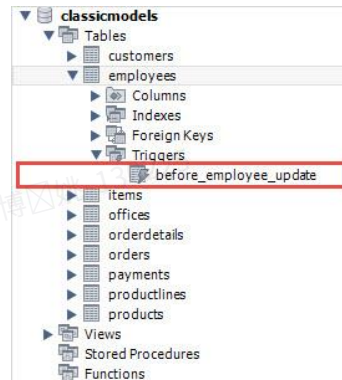 classicmodels
Tables
customers
employees
Columns
Indexes
Foreign Keys
Triggers
before_employee_update
items
offices
orderdetails
orders
payments
productlines
products
Views
Stored Procedures
Functions